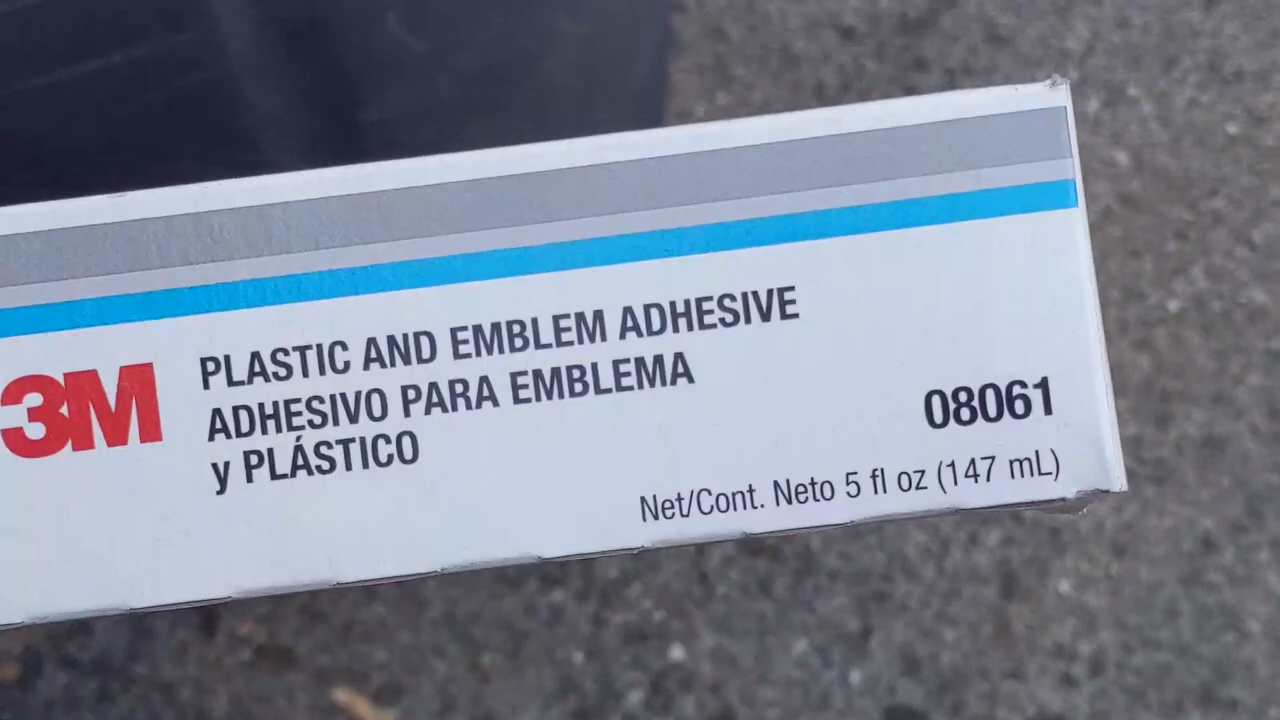 3M
PLASTIC AND EMBLEM ADHESIVE
ADHESIVO PARA EMBLEMA
y PLÁSTICO
08061
Net/Cont. Neto 5 fl oz (147 mL)